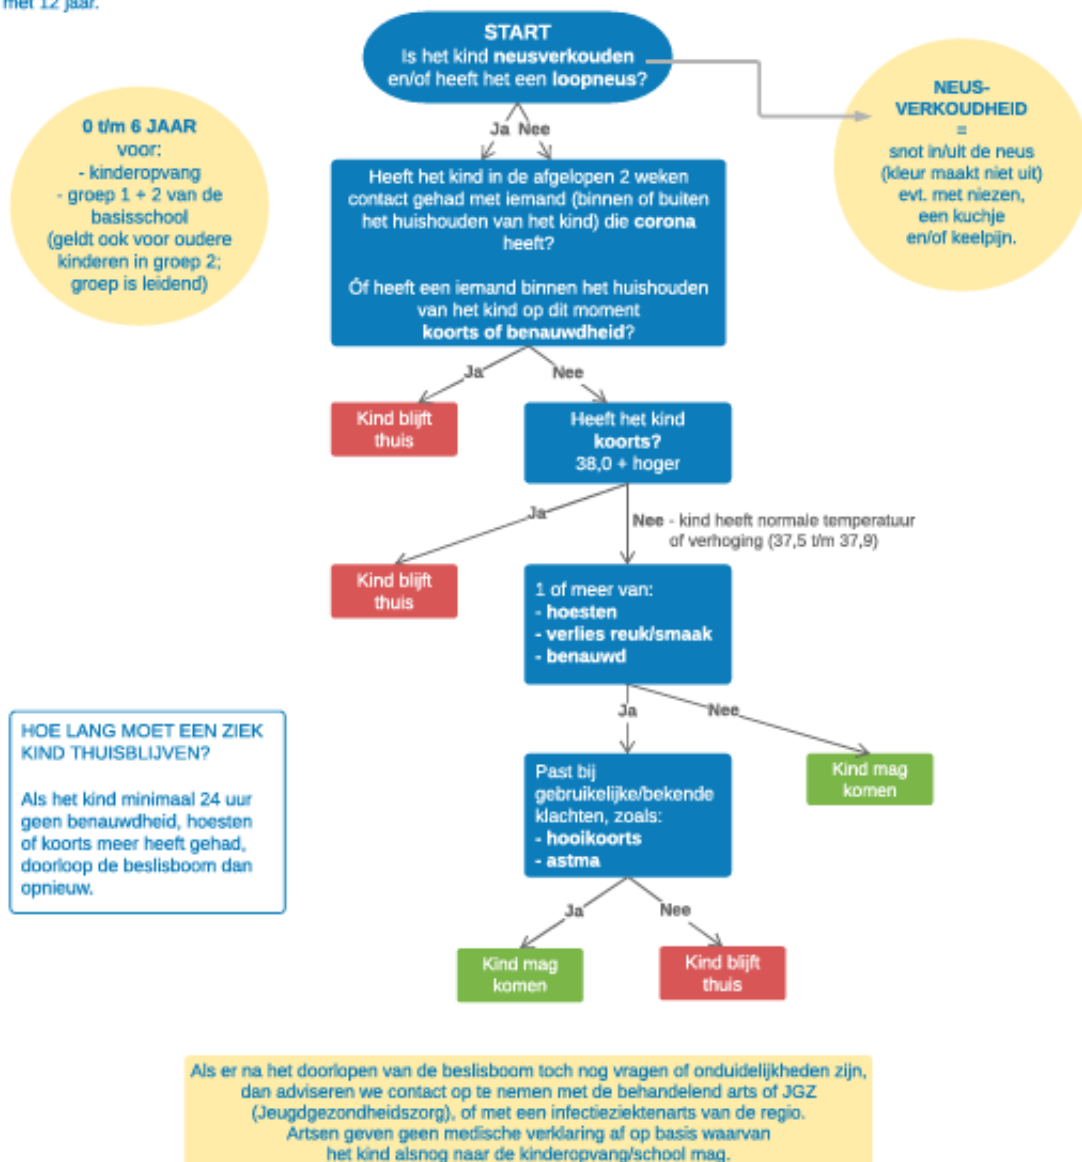 met 12 jaar.
START
Is het kind neusverkouden
en/of heeft het een loopneus?
Ja Nee
NEUS-
VERKOUDHEID
=
snot in/uit de neus
(kleur maakt niet uit)
evt. met niezen,
een kuchje
en/of keelpijn.
0 t/m 6 JAAR
voor:
- kinderopvang
- groep 1 + 2 van de
basisschool
(geldt ook voor oudere
kinderen in groep 2;
groep is leidend)
Heeft het kind in de afgelopen 2 weken
contact gehad met iemand (binnen of buiten
het huishouden van het kind) die corona
heeft?
Óf heeft een iemand binnen het huishouden
van het kind op dit moment
koorts of benauwdheid?
Ja
Nee
Kind blijft
thuis
Heeft het kind
koorts?
38,0 + hoger
Ja
Nee - kind heeft normale temperatuur
of verhoging (37,5 t/m 37,9)
Kind blijft
thuis
1 of meer van:
- hoesten
- verlies reuk/smaak
- benauwd
Ja
Nee
Kind mag
komen
Past bij
gebruikelijke/bekende
klachten, zoals:
- hooikoorts
- astma
Ja
Nee
Kind mag
komen
Kind blijft
thuis
HOE LANG MOET EEN ZIEK
KIND THUISBLIJVEN?
Als het kind minimaal 24 uur
geen benauwdheid, hoesten
of koorts meer heeft gehad,
doorloop de beslisboom dan
opnieuw.
Als er na het doorlopen van de beslisboom toch nog vragen of onduidelijkheden zijn,
dan adviseren we contact op te nemen met de behandelend arts of JGZ
(Jeugdgezondheidszorg), of met een infectieziektenarts van de regio.
Artsen geven geen medische verklaring af op basis waarvan
het kind alsnog naar de kinderopvang/school mag.